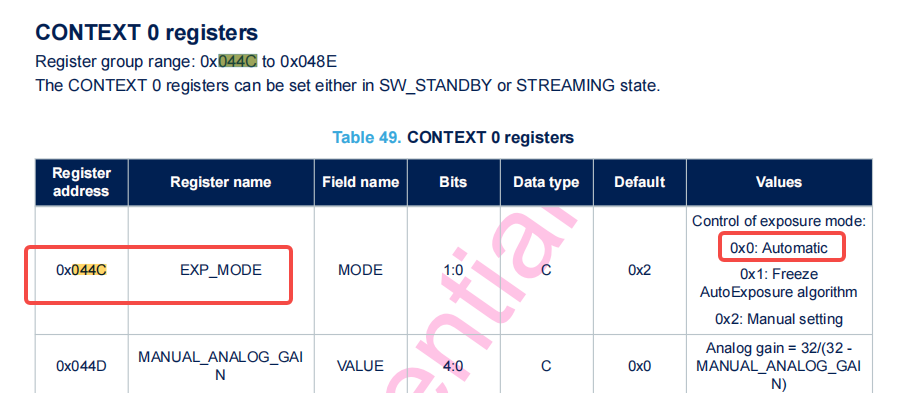 CONTEXT 0 registers
Register group range: 0x044C to 0x048E
The CONTEXT 0 registers can be set either in SW_STANDBY or STREAMING state.
Table 49. CONTEXT 0 registers
Register address Register name Field name Bits Data type Default Values
0x044C EXP_MODE MODE 1:0 C 0x2 Control of exposure mode:
0x0: Automatic
0x1: Freeze
AutoExposure algorithm
0x2: Manual setting
0x044D MANUAL_ANALOG_GAI
N VALUE 4:0 C 0x0 Analog gain = 32/(32 -
MANUAL_ANALOG_GAI
N)